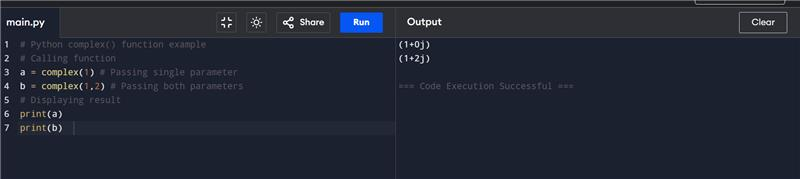 main.py
Share
Run
Output
Clear
1 # Python complex() function example
2 # Calling function
3 a = complex(1) # Passing single parameter
4 b = complex(1,2) # Passing both parameters
5 # Displaying result
6 print(a)
7 print(b)
(1+0j)
(1+2j)
=== Code Execution Successful ===